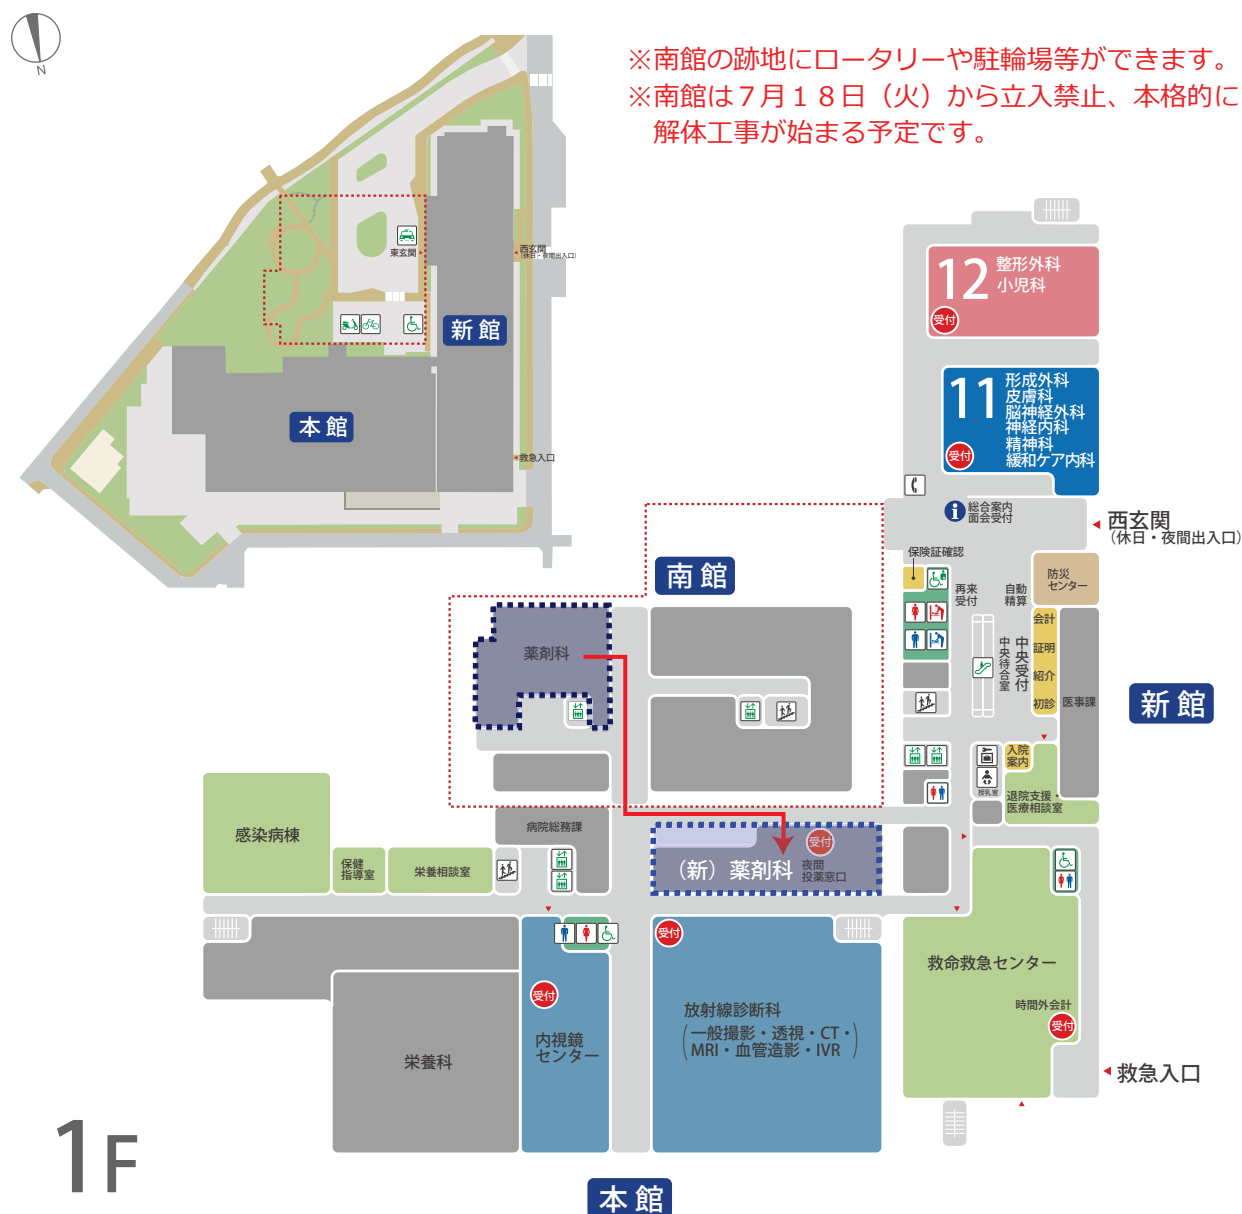 N
※南館の跡地にロータリーや駐輪場等ができます。
※南館は７月１８日（火）から立入禁止、本格的に
解体工事が始まる予定です。
東玄関
西玄関
(休日・夜間出入口)
新館
本館
救急入口
12
整形外科
小児科
受付
11
形成外科
皮膚科
脳神経外科
神経内科
精神科
緩和ケア内科
受付
i
総合案内
面会受付
西玄関
(休日・夜間出入口)
南館
保険証確認
再来
受付
自動
精算
防災
センター
会計
証明
紹介
初診
中央受付
中央待合室
医事課
新館
薬剤科
入院
案内
授乳室
退院支援・
医療相談室
感染病棟
病院総務課
保健
指導室
栄養相談室
(新)薬剤科
受付
夜間
投薬窓口
受付
救命救急センター
時間外会計
受付
放射線診断科
(一般撮影・透視・CT・
MRI・血管造影・IVR)
受付
内視鏡
センター
栄養科
救急入口
1F
本館